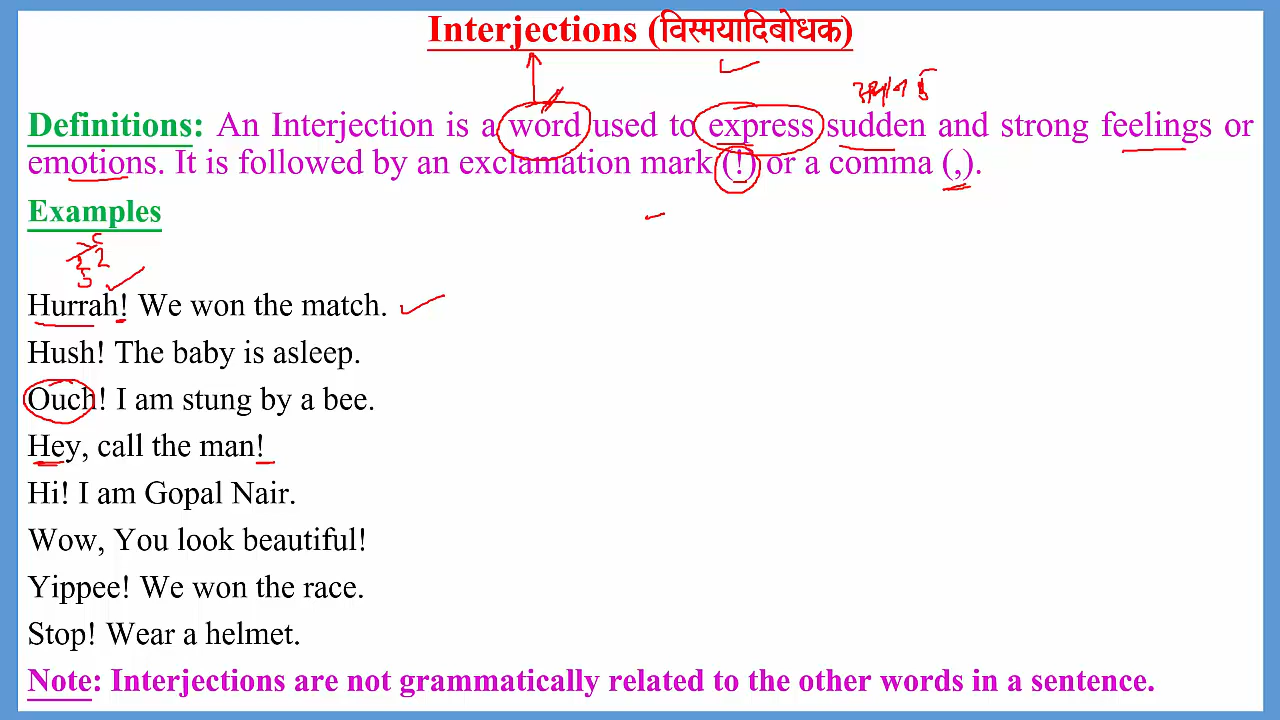 Interjections (विस्मयादिबोधक)
Definitions: An Interjection is a word used to express sudden and strong feelings or
emotions. It is followed by an exclamation mark (!) or a comma (,).
Examples
Hurrah! We won the match.
Hush! The baby is asleep.
Ouch! I am stung by a bee.
Hey, call the man!
Hi! I am Gopal Nair.
Wow, You look beautiful!
Yippee! We won the race.
Stop! Wear a helmet.
Note: Interjections are not grammatically related to the other words in a sentence.